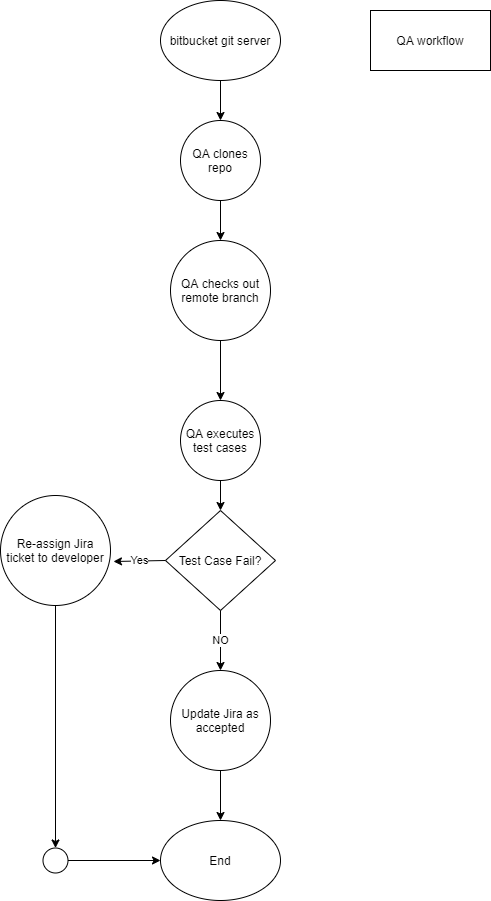 bitbucket git server
QA workflow
QA clones
repo
QA checks out
remote branch
QA executes
test cases
Re-assign Jira
ticket to developer
Yes
Test Case Fail?
NO
Update Jira as
accepted
End